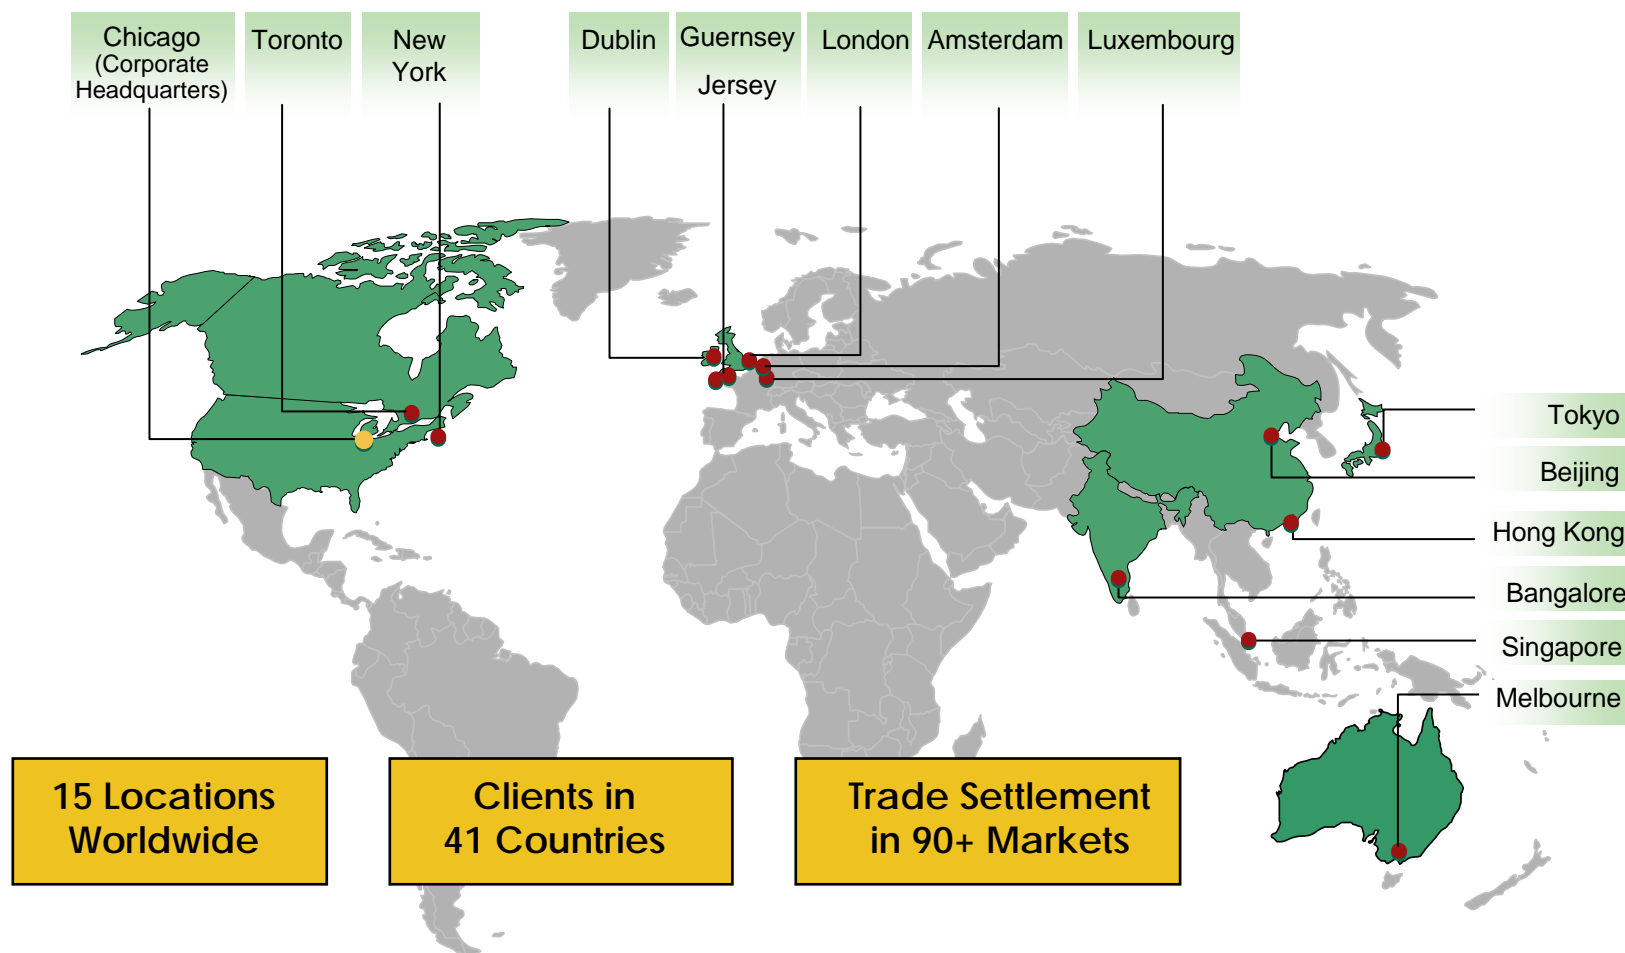 Chicago
(Corporate
Headquarters)
Toronto
New
York
Dublin
Guernsey
Jersey
London
Amsterdam
Luxembourg
Tokyo
Beijing
Hong Kong
Bangalore
Singapore
Melbourne
15 Locations
Worldwide
Clients in
41 Countries
Trade Settlement
in 90+ Markets